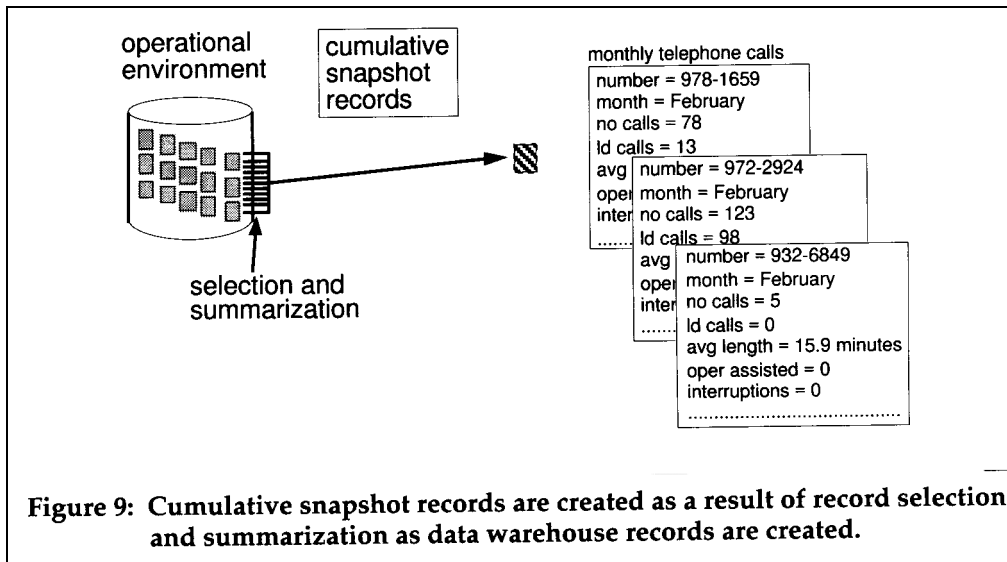 operational
environment
cumulative
snapshot
records
selection and
summarization
monthly telephone calls
number = 978-1659
month = February
no calls = 78
ld calls = 13
avg
oper
inter
......
number = 972-2924
month = February
no calls = 123
ld calls = 98
avg
oper
inter
.......
number = 932-6849
month = February
no calls = 5
ld calls = 0
avg length = 15.9 minutes
oper assisted = 0
interruptions = 0
.......................................
Figure 9: Cumulative snapshot records are created as a result of record selection
and summarization as data warehouse records are created.